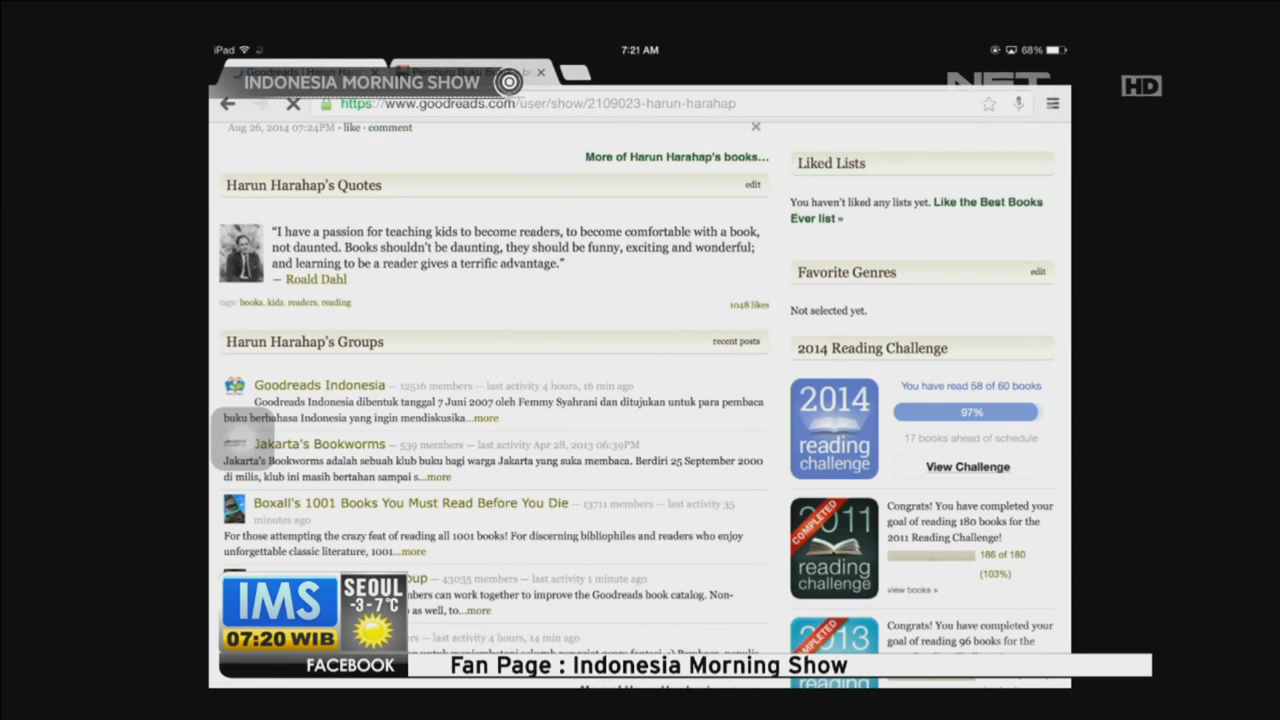 iPad
7:21 AM
68%
INDONESIA MORNING SHOW
NET
HD
https://www.goodreads.com/user/show/2109023-harun-harahap
Aug 26, 2014 07:24PM · like · comment
More of Harun Harahap's books…
Harun Harahap's Quotes
edit
"I have a passion for teaching kids to become readers, to become comfortable with a book,
not daunted. Books shouldn't be daunting, they should be funny, exciting and wonderful;
and learning to be a reader gives a terrific advantage."
— Roald Dahl
tags: books, kids, readers, reading
1048 likes
Harun Harahap's Groups
recent posts
Goodreads Indonesia — 12516 members — last activity 4 hours, 16 min ago
Goodreads Indonesia dibentuk tanggal 7 Juni 2007 oleh Femmy Syahrani dan ditujukan untuk para pembaca
buku berbahasa Indonesia yang ingin mendiskusika...more
Jakarta's Bookworms — 539 members — last activity Apr 28, 2013 06:39PM
Jakarta's Bookworms adalah sebuah klub buku bagi warga Jakarta yang suka membaca. Berdiri 25 September 2000
di milis, klub ini masih bertahan sampai s...more
Boxall's 1001 Books You Must Read Before You Die — 13711 members — last activity 35
minutes ago
For those attempting the crazy feat of reading all 1001 books! For discerning bibliophiles and readers who enjoy
unforgettable classic literature, 1001...more
oup — 43035 members — last activity 1 minute ago
mbers can work together to improve the Goodreads book catalog. Non-
as well, to...more
rs — last activity 4 hours, 14 min ago
Liked Lists
You haven't liked any lists yet. Like the Best Books
Ever list »
Favorite Genres
edit
Not selected yet.
2014 Reading Challenge
2014
reading
challenge
You have read 58 of 60 books
97%
17 books ahead of schedule
View Challenge
COMPLETED
2011
reading
challenge
Congrats! You have completed your
goal of reading 180 books for the
2011 Reading Challenge!
186 of 180
(103%)
view books »
COMPLETED
2013
reading
Congrats! You have completed your
goal of reading 96 books for the
IMS
07:20 WIB
SEOUL
-3-7°C
FACEBOOK
Fan Page : Indonesia Morning Show